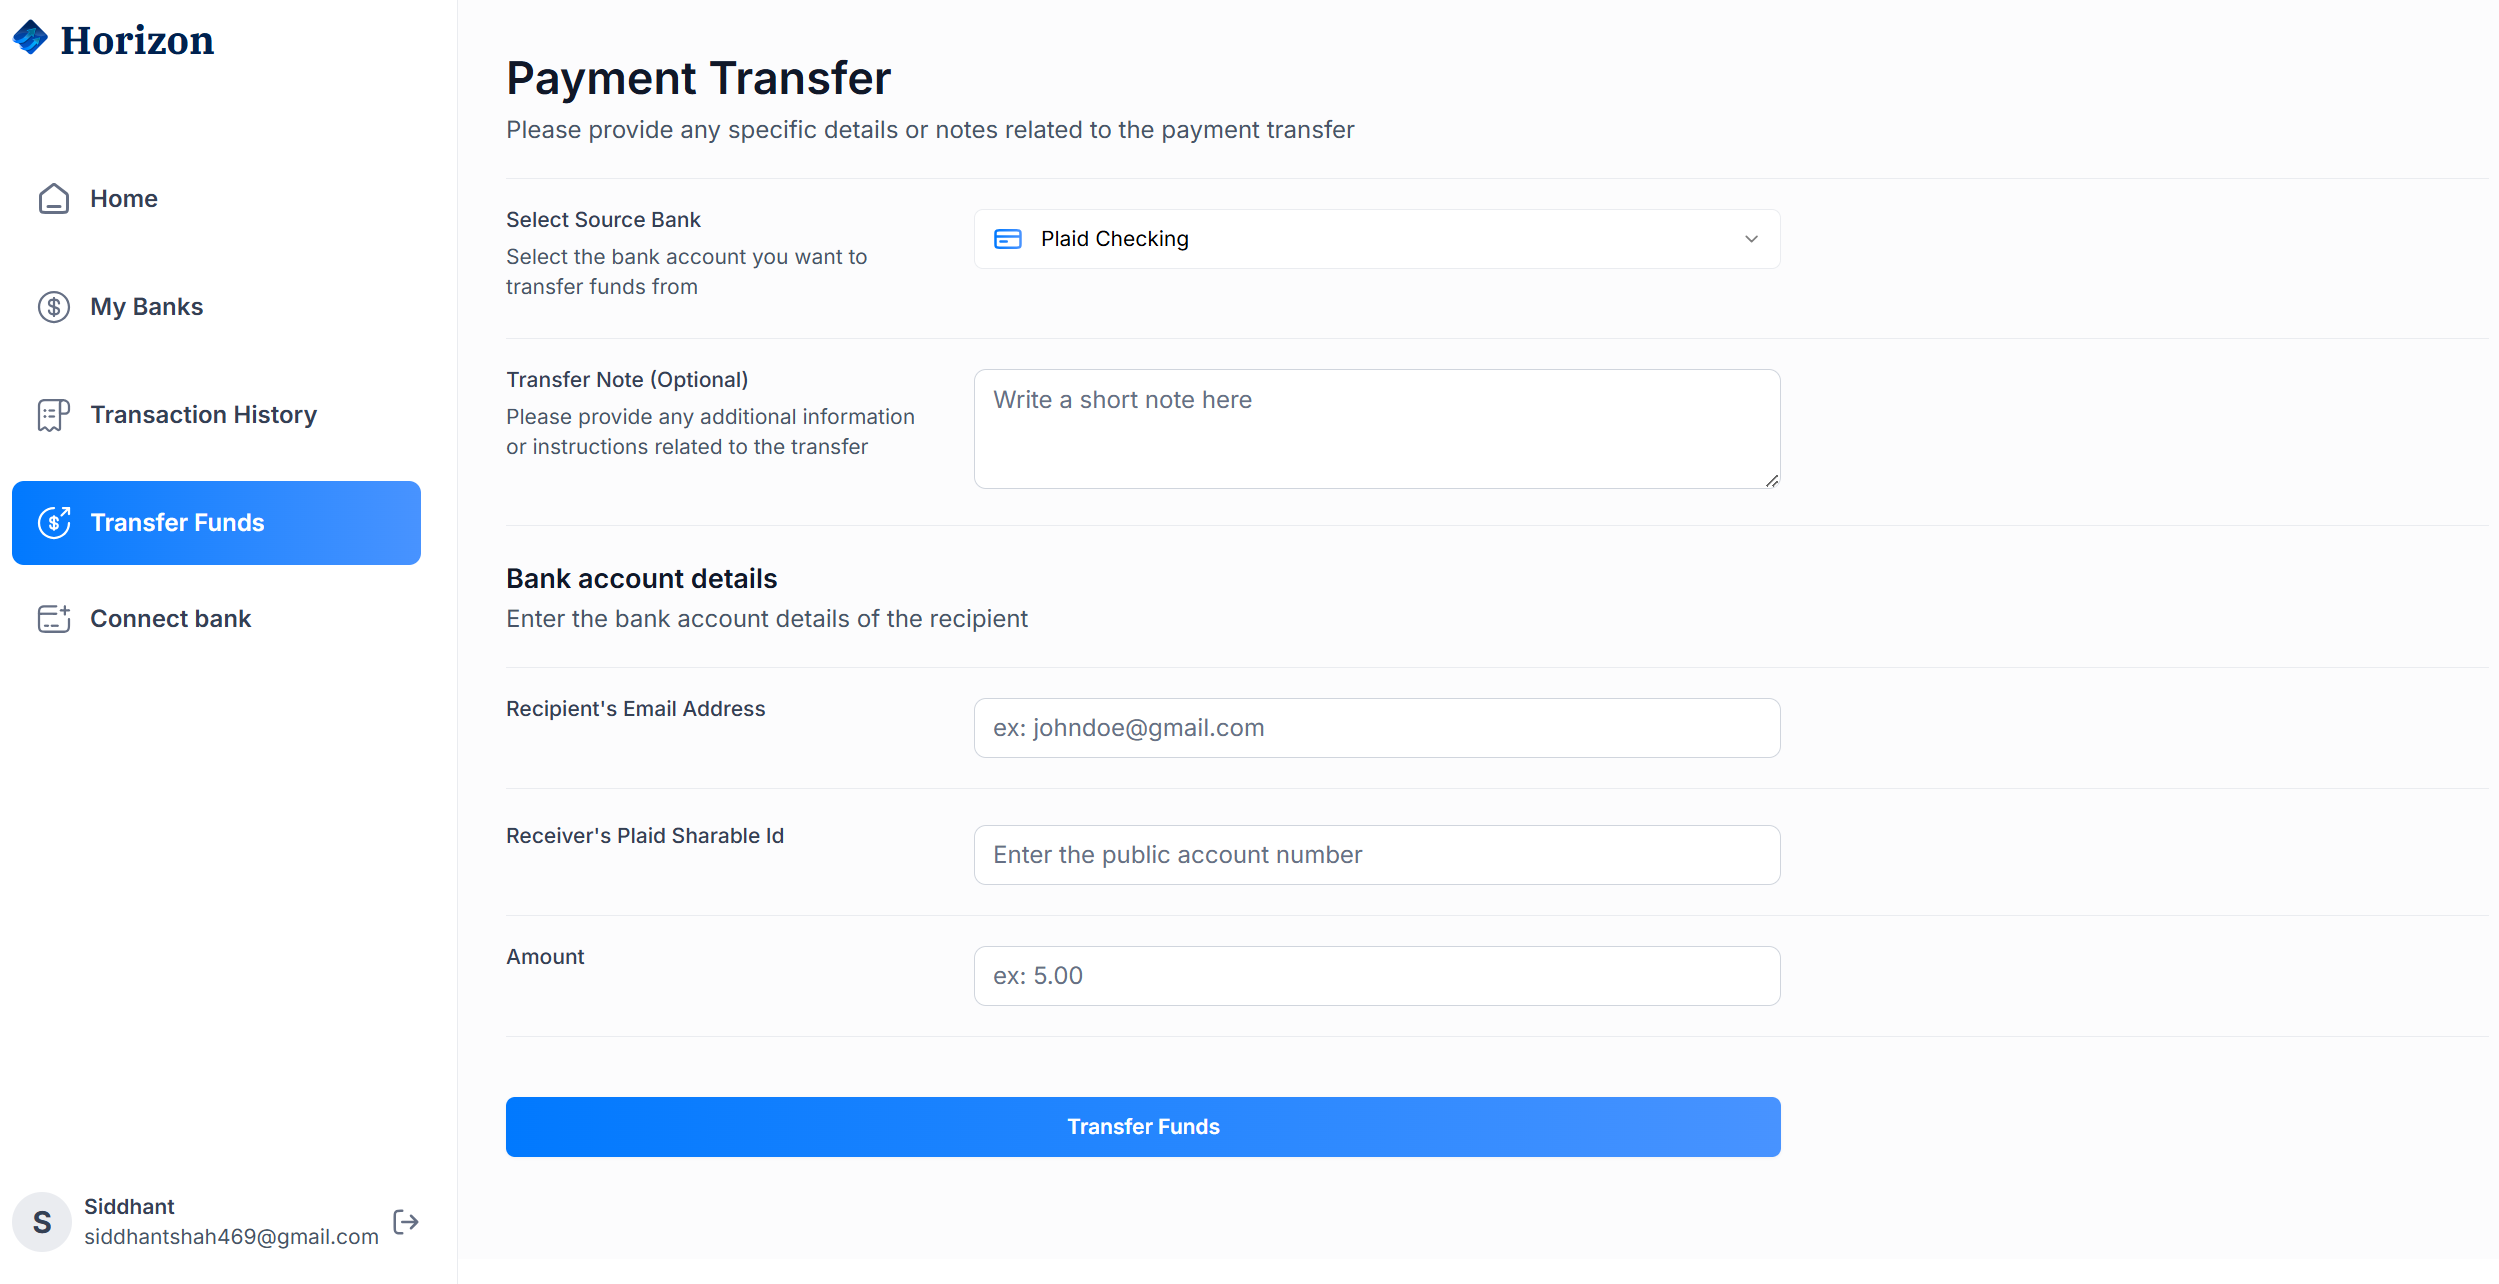 Horizon
Home
My Banks
Transaction History
Transfer Funds
Connect bank
S
Siddhant
siddhantshah469@gmail.com
Payment Transfer
Please provide any specific details or notes related to the payment transfer
Select Source Bank
Select the bank account you want to
transfer funds from
Plaid Checking
Transfer Note (Optional)
Please provide any additional information
or instructions related to the transfer
Write a short note here
Bank account details
Enter the bank account details of the recipient
Recipient's Email Address
ex: johndoe@gmail.com
Receiver's Plaid Sharable Id
Enter the public account number
Amount
ex: 5.00
Transfer Funds